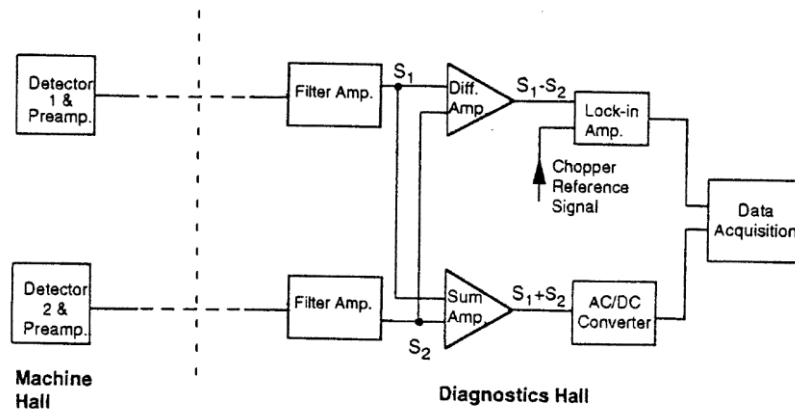 Detector
1 &
Preamp.
Filter Amp.
S1
Diff.
Amp.
S1-S2
Lock-in
Amp.
Chopper
Reference
Signal
Data
Acquisition
Detector
2 &
Preamp.
Filter Amp.
S2
Sum
Amp.
S1+S2
AC/DC
Converter
Machine
Hall
Diagnostics Hall